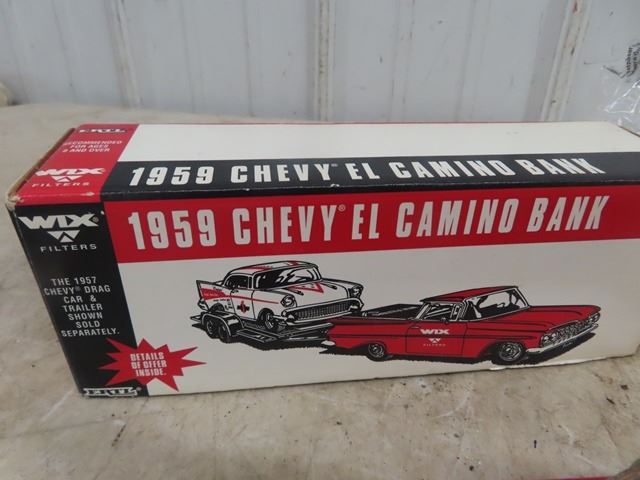 ERTL
RECOMMENDED
FOR AGES
8 AND OVER
WIX
FILTERS
1959 CHEVY EL CAMINO BANK
WIX®
FILTERS
1959 CHEVY® EL CAMINO BANK
THE 1957
CHEVY® DRAG
CAR &
TRAILER
SHOWN
SOLD
SEPARATELY.
DETAILS
OF OFFER
INSIDE.
ERTL
WIX
FILTERS